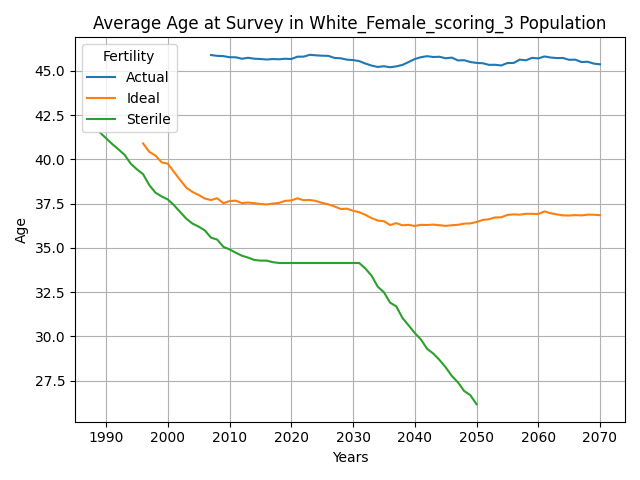 Average Age at Survey in White_Female_scoring_3 Population
Fertility
Actual
Ideal
Sterile
Age
45.0
42.5
40.0
37.5
35.0
32.5
30.0
27.5
1990 2000 2010 2020 2030 2040 2050 2060 2070
Years